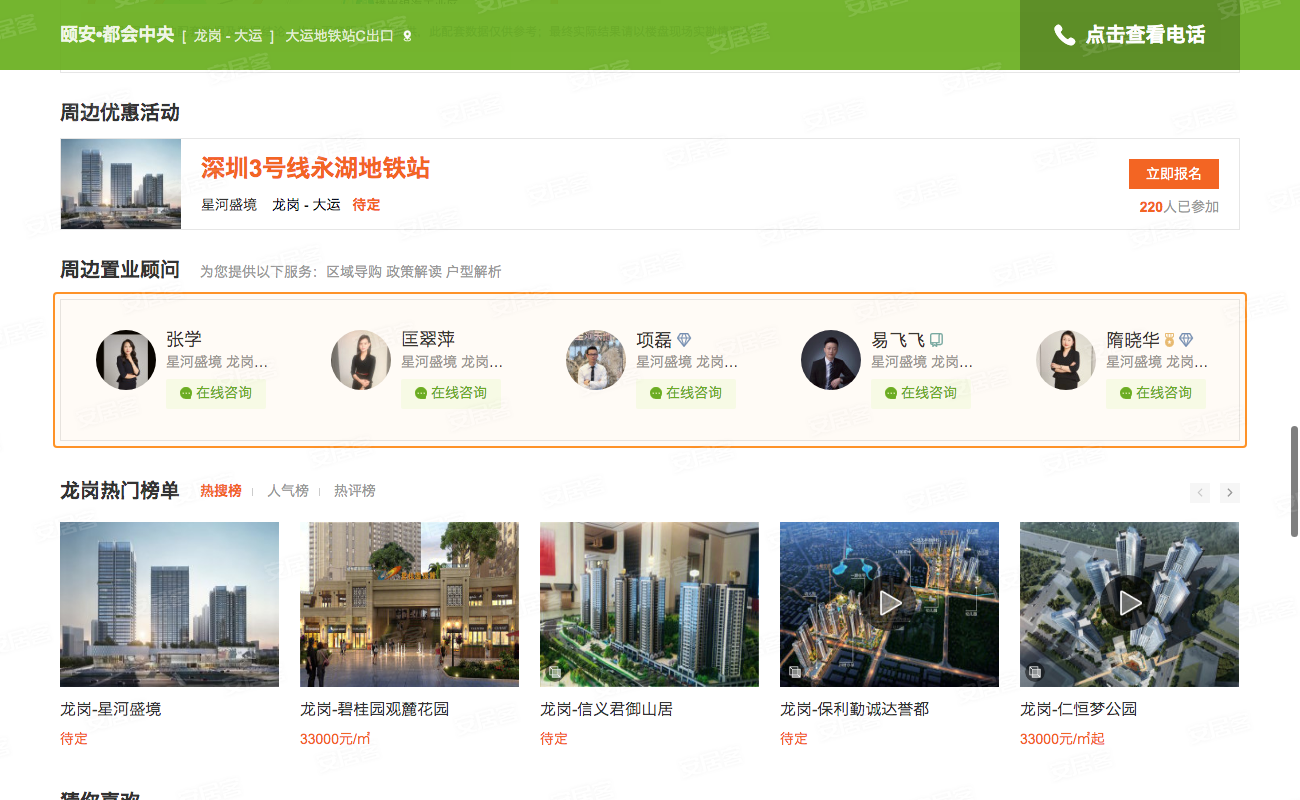 颐安•都会中央 [ 龙岗 - 大运 ] 大运地铁站C出口
点击查看电话
周边优惠活动
深圳3号线永湖地铁站
星河盛境 龙岗 - 大运 待定
立即报名
220人已参加
周边置业顾问 为您提供以下服务：区域导购 政策解读 户型解析
张学
星河盛境 龙岗...
在线咨询
匡翠萍
星河盛境 龙岗...
在线咨询
项磊
星河盛境 龙岗...
在线咨询
易飞飞
星河盛境 龙岗...
在线咨询
隋晓华
星河盛境 龙岗...
在线咨询
龙岗热门榜单 热搜榜 人气榜 热评榜
龙岗-星河盛境
待定
龙岗-碧桂园观麓花园
33000元/㎡
龙岗-信义君御山居
待定
龙岗-保利勤诚达誉都
待定
龙岗-仁恒梦公园
33000元/㎡起
猜你喜欢
安居客